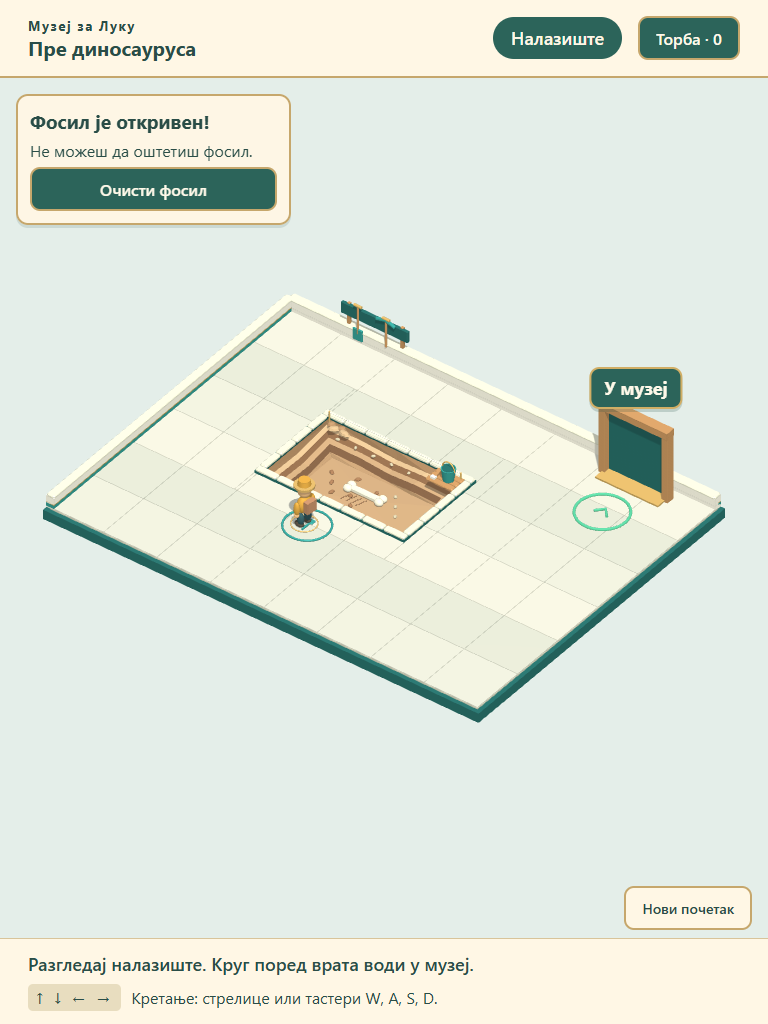 Музеј за Луку
Пре диносауруса
Налазиште
Торба · 0
Фосил је откривен!
Не можеш да оштетиш фосил.
Очисти фосил
У музеј
Нови почетак
Разгледај налазиште. Круг поред врата води у музеј.
↑ ↓ ← → Кретање: стрелице или тастери W, A, S, D.